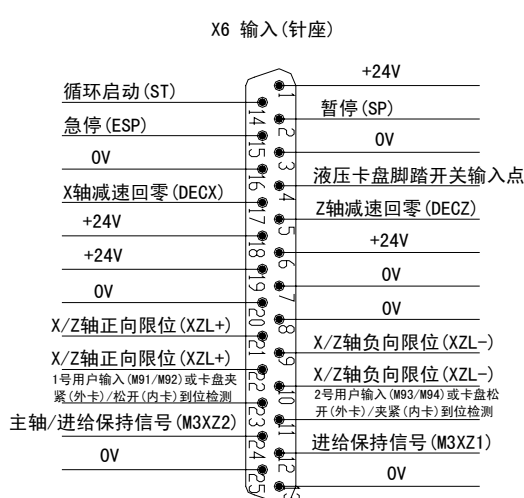 X6 输入(针座)
+24V
循环启动(ST)
暂停(SP)
急停(ESP)
0V
0V
液压卡盘脚踏开关输入点
X轴减速回零(DECX)
Z轴减速回零(DECZ)
+24V
+24V
+24V
0V
0V
0V
X/Z轴正向限位(XZL+)
X/Z轴负向限位(XZL-)
X/Z轴正向限位(XZL+)
X/Z轴负向限位(XZL-)
1号用户输入(M91/M92)或卡盘夹
紧(外卡)/松开(内卡)到位检测
2号用户输入(M93/M94)或卡盘松
开(外卡)/夹紧(内卡)到位检测
主轴/进给保持信号(M3XZ2)
进给保持信号(M3XZ1)
0V
0V
1
14
2
15
3
16
4
17
5
18
6
19
7
20
8
21
9
22
10
23
11
24
12
25